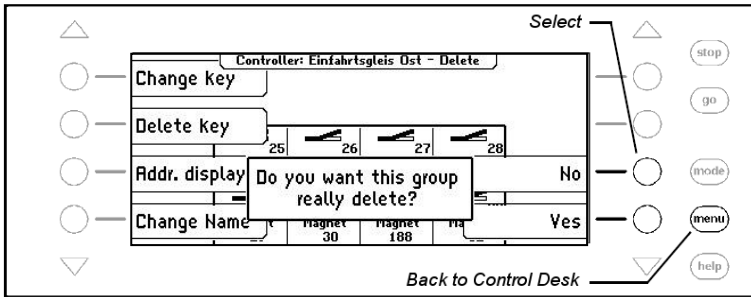 Select
Controller: Einfahrtsgleis Ost - Delete
Change key
Delete key
25 26 27 28
Addr. display
Do you want this group
really delete?
No
Change Name
Magnet
30
Magnet
188
Yes
Back to Control Desk
stop
go
mode
menu
help